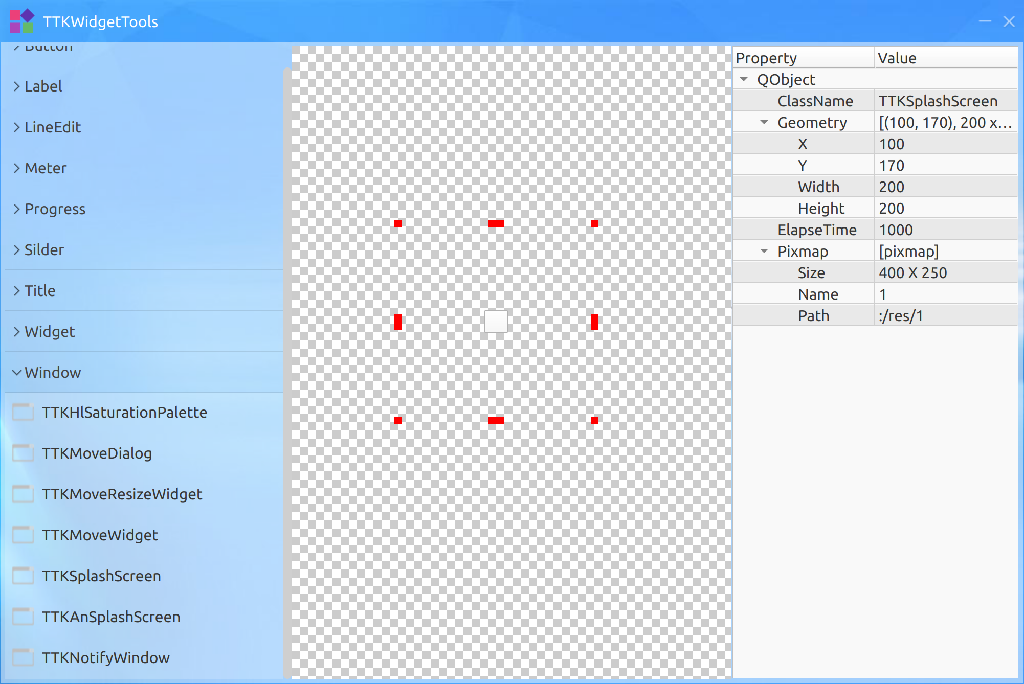 TTKWidgetTools
Button
Label
LineEdit
Meter
Progress
Silder
Title
Widget
Window
TTKHlSaturationPalette
TTKMoveDialog
TTKMoveResizeWidget
TTKMoveWidget
TTKSplashScreen
TTKAnSplashScreen
TTKNotifyWindow
Property Value
QObject
ClassName TTKSplashScreen
Geometry [(100, 170), 200 x...
X 100
Y 170
Width 200
Height 200
ElapseTime 1000
Pixmap [pixmap]
Size 400 X 250
Name 1
Path :/res/1